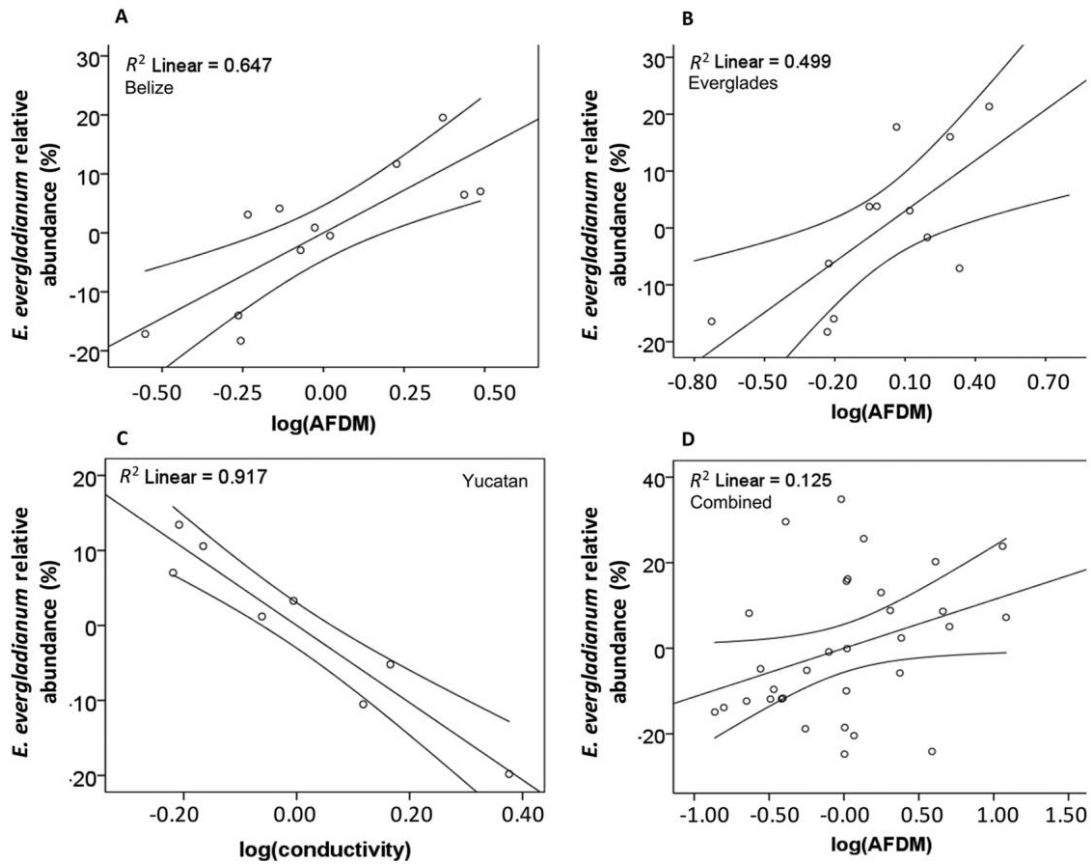 A
R² Linear = 0.647
Belize
E. evergladianum relative
abundance (%)
30
20
10
0
-10
-20
-0.50
-0.25
0.00
0.25
0.50
log(AFDM)
B
R² Linear = 0.499
Everglades
E. evergladianum relative
abundance (%)
30
20
10
0
-10
-20
-0.80
-0.50
-0.20
0.10
0.40
0.70
log(AFDM)
C
R² Linear = 0.917
Yucatan
E. evergladianum relative
abundance (%)
20
10
0
-10
-20
-0.20
0.00
0.20
0.40
log(conductivity)
D
R² Linear = 0.125
Combined
E. evergladianum relative
abundance (%)
40
20
0
-20
-1.00
-0.50
-0.00
0.50
1.00
1.50
log(AFDM)